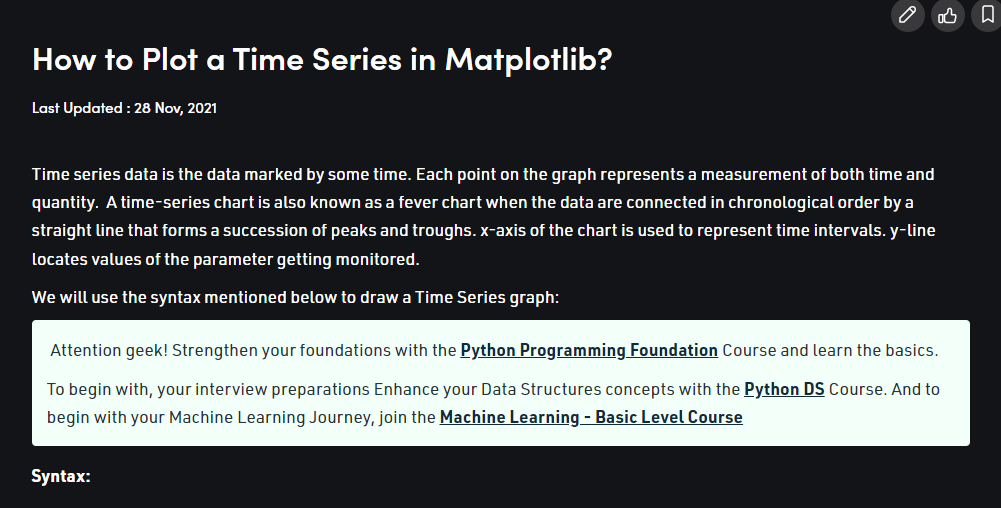 How to Plot a Time Series in Matplotlib?
Last Updated : 28 Nov, 2021
Time series data is the data marked by some time. Each point on the graph represents a measurement of both time and
quantity.  A time-series chart is also known as a fever chart when the data are connected in chronological order by a
straight line that forms a succession of peaks and troughs. x-axis of the chart is used to represent time intervals. y-line
locates values of the parameter getting monitored.
We will use the syntax mentioned below to draw a Time Series graph:
Attention geek! Strengthen your foundations with the Python Programming Foundation Course and learn the basics.
To begin with, your interview preparations Enhance your Data Structures concepts with the Python DS Course. And to
begin with your Machine Learning Journey, join the Machine Learning - Basic Level Course
Syntax: